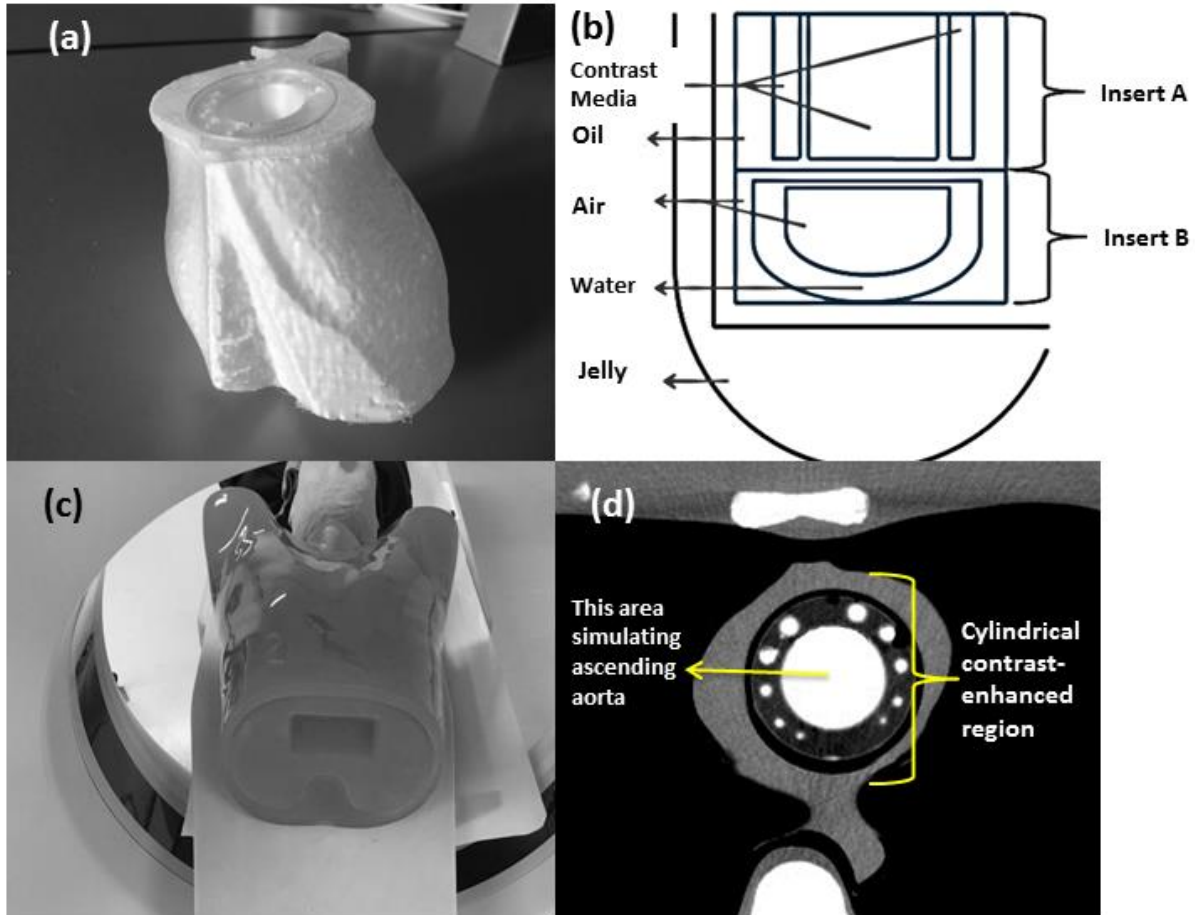 (a)
(b)
Contrast
Media
Oil
Air
Water
Jelly
Insert A
Insert B
(c)
(d)
This area
simulating
ascending
aorta
Cylindrical
contrast-
enhanced
region